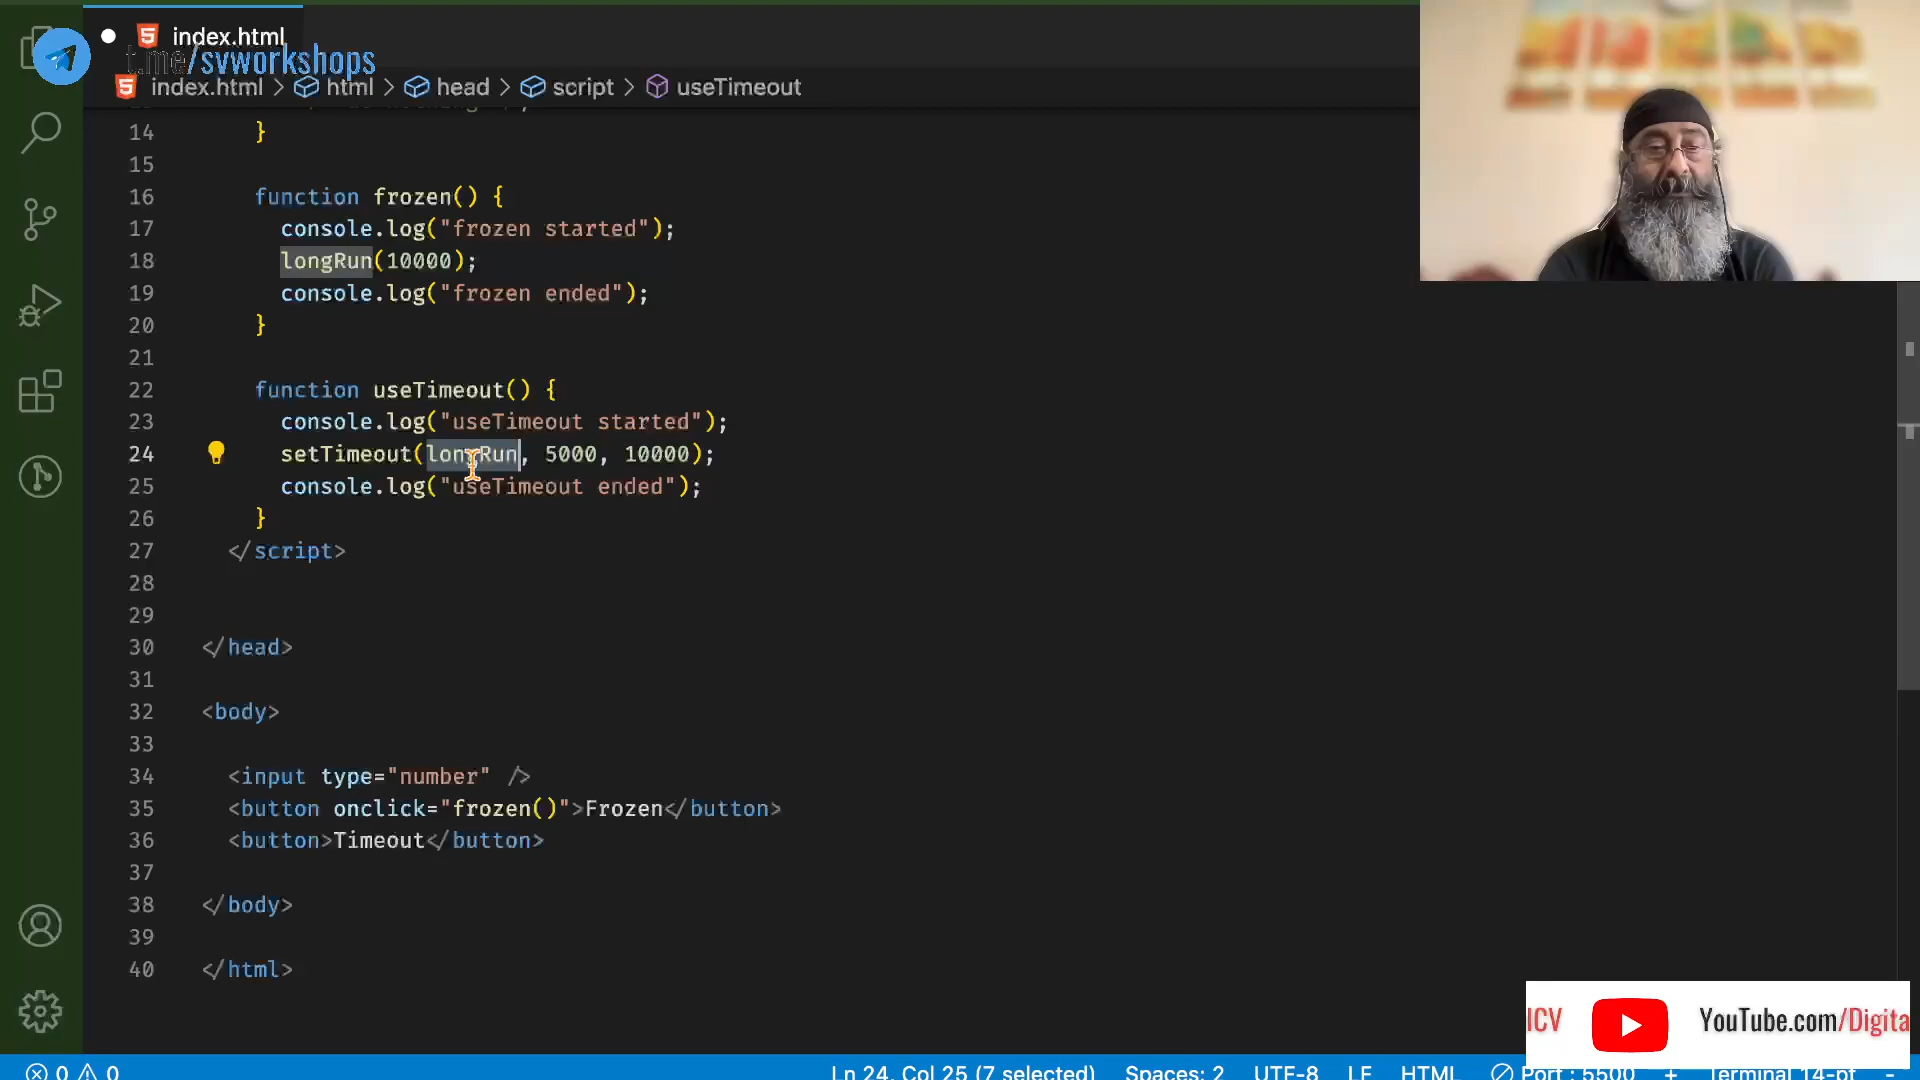 index.html
t.me/svworkshops
index.html > html > head > script > useTimeout
14 }
15
16 function frozen() {
17 console.log("frozen started");
18 longRun(10000);
19 console.log("frozen ended");
20 }
21
22 function useTimeout() {
23 console.log("useTimeout started");
24 setTimeout(longRun, 5000, 10000);
25 console.log("useTimeout ended");
26 }
27 </script>
28
29
30 </head>
31
32 <body>
33
34 <input type="number" />
35 <button onclick="frozen()">Frozen</button>
36 <button>Timeout</button>
37
38 </body>
39
40 </html>
ICV YouTube.com/Digita
0 0 Ln 24, Col 25 (7 selected) Spaces: 2 UTF-8 LF HTML Port : 5500 + Terminal 14-pt -